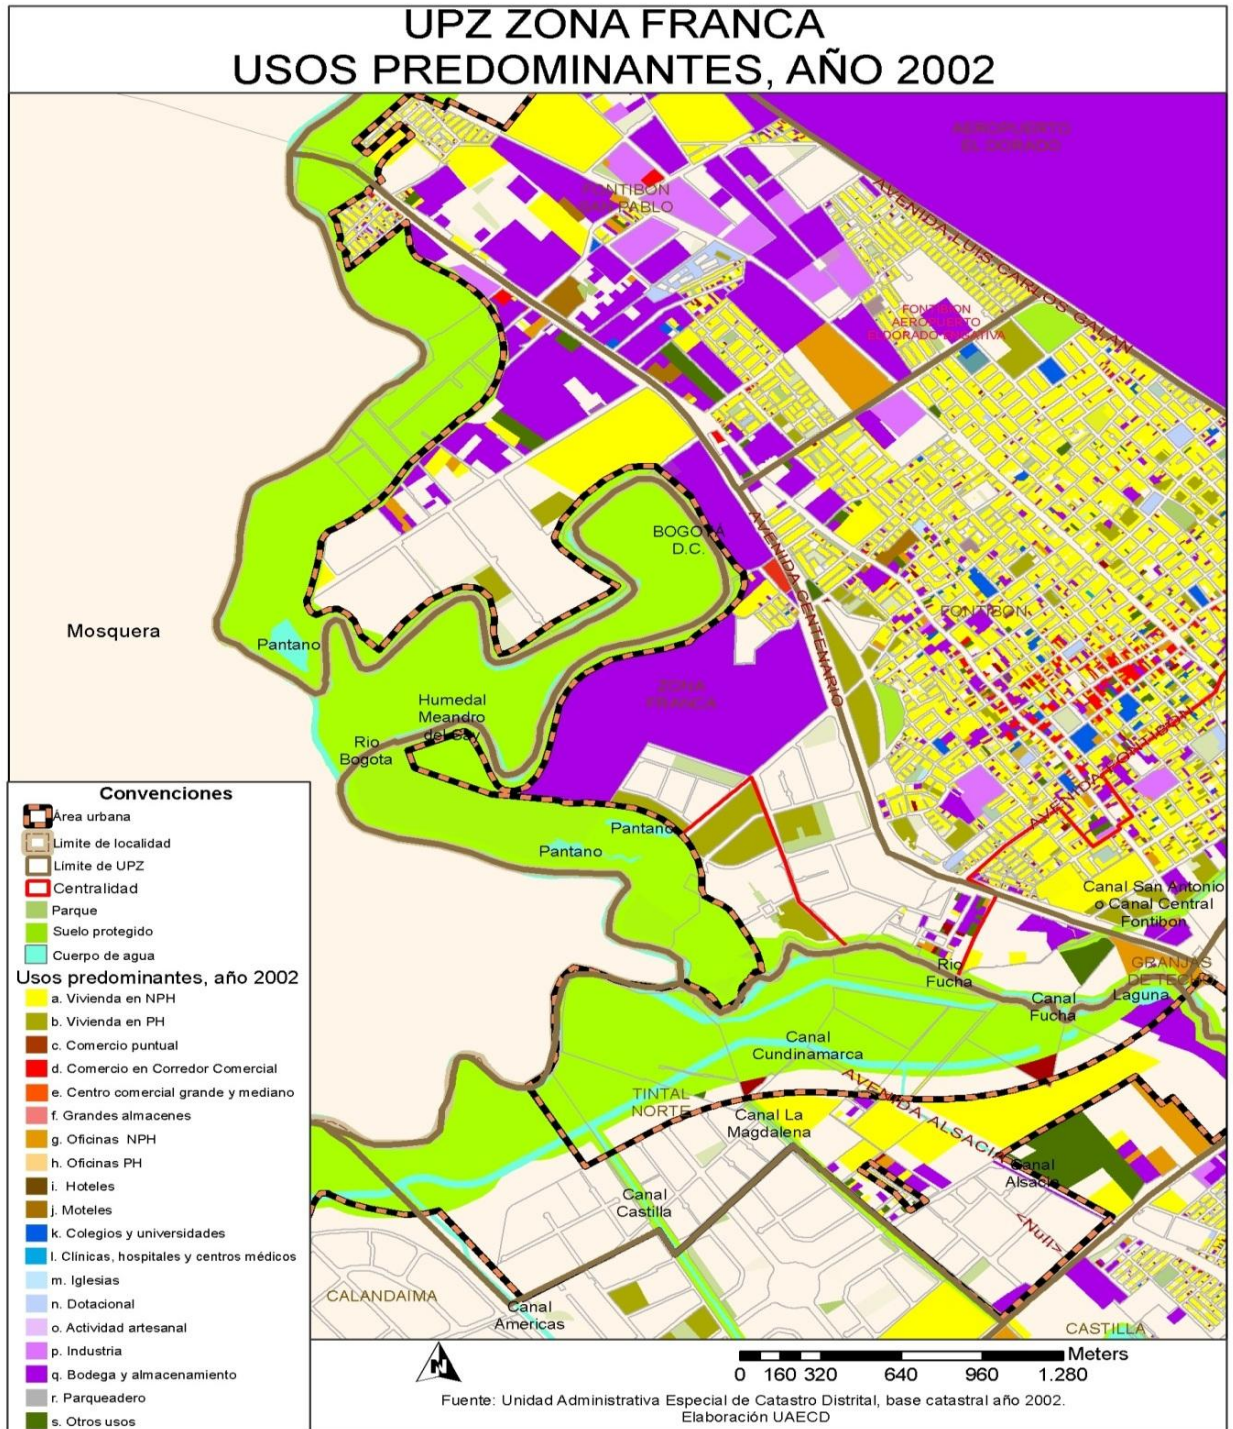 UPZ ZONA FRANCA
USOS PREDOMINANTES, AÑO 2002
AEROPUERTO
EL DORADO
AVENIDA LUIS CARLOS GALAN
FONTIBON
SAN PABLO
FONTIBON
AEROPUERTO
ELDORADO-ENGATIVA
BOGOTÁ
D.C.
AVENIDA CENTENARIO
FONTIBON
Mosquera
Pantano
ZONA
FRANCA
Humedal
Meandro
del Say
Rio
Bogota
AVENIDA FONTIBON
Pantano
Pantano
Canal San Antonio
o Canal Central
Fontibon
Rio
Fucha
GRANJAS
DE TECHO
Laguna
Canal
Fucha
Canal
Cundinamarca
AVENIDA ALSACIA
TINTAL
NORTE
Canal La
Magdalena
Canal
Alsacia
Canal
Castilla
<Null>
CALANDAIMA
Canal
Americas
CASTILLA
Convenciones
Área urbana
Limite de localidad
Límite de UPZ
Centralidad
Parque
Suelo protegido
Cuerpo de agua
Usos predominantes, año 2002
a. Vivienda en NPH
b. Vivienda en PH
c. Comercio puntual
d. Comercio en Corredor Comercial
e. Centro comercial grande y mediano
f. Grandes almacenes
g. Oficinas NPH
h. Oficinas PH
i. Hoteles
j. Moteles
k. Colegios y universidades
l. Clínicas, hospitales y centros médicos
m. Iglesias
n. Dotacional
o. Actividad artesanal
p. Industria
q. Bodega y almacenamiento
r. Parqueadero
s. Otros usos
N
Meters
0 160 320 640 960 1.280
Fuente: Unidad Administrativa Especial de Catastro Distrital, base catastral año 2002.
Elaboración UAECD